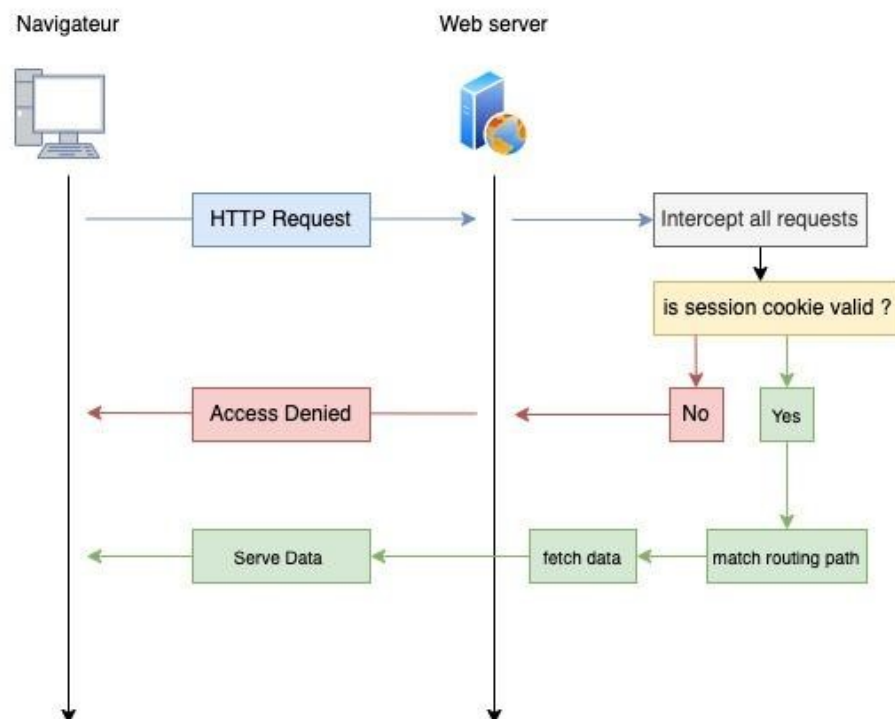 Navigateur
Web server
HTTP Request
Intercept all requests
is session cookie valid ?
Access Denied
No
Yes
Serve Data
fetch data
match routing path